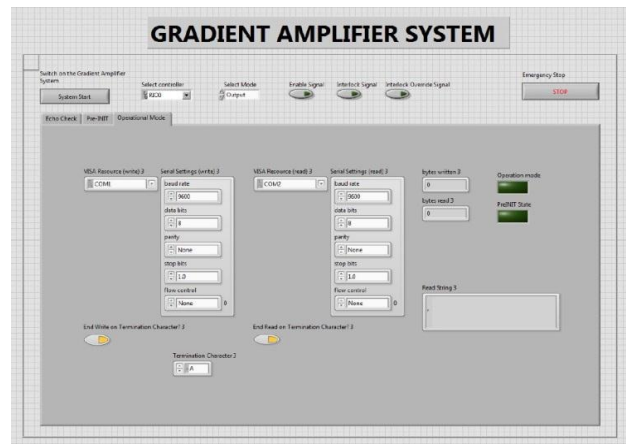 GRADIENT AMPLIFIER SYSTEM
Switch on the Gradient Amplifier
System
System Start
Select controller
RIO0
Select Mode
Output
Enable Signal
Interlock Signal
Interlock Override Signal
Emergency Stop
STOP
Echo Check
Pre-INIT
Operational Mode
VISA Resource (write) 3
COM1
Serial Settings (write) 3
baud rate
9600
data bits
8
parity
None
stop bits
1.0
flow control
None
0
VISA Resource (read) 3
COM2
Serial Settings (read) 3
baud rate
9600
data bits
8
parity
None
stop bits
1.0
flow control
None
0
bytes written 3
0
bytes read 3
0
Operation mode
PreINIT State
Read String 3
End Write on Termination Character? 3
End Read on Termination Character? 3
Termination Character 3
A